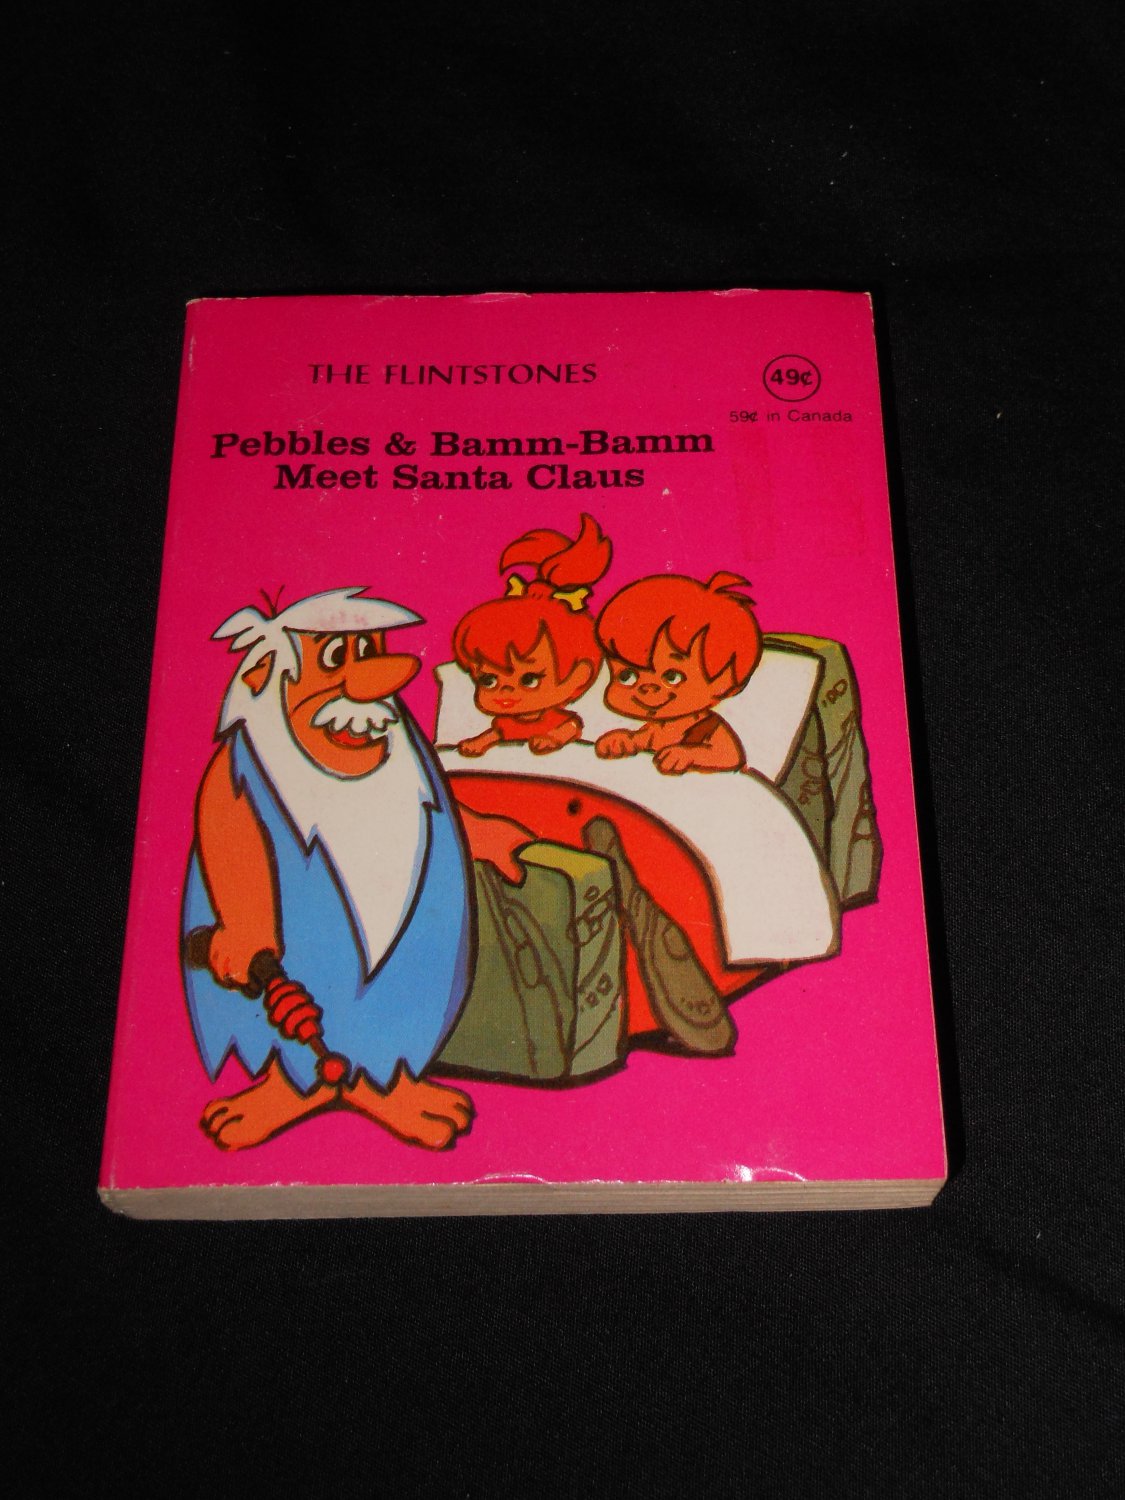 THE FLINTSTONES
49¢
59¢ in Canada
Pebbles & Bamm-Bamm
Meet Santa Claus